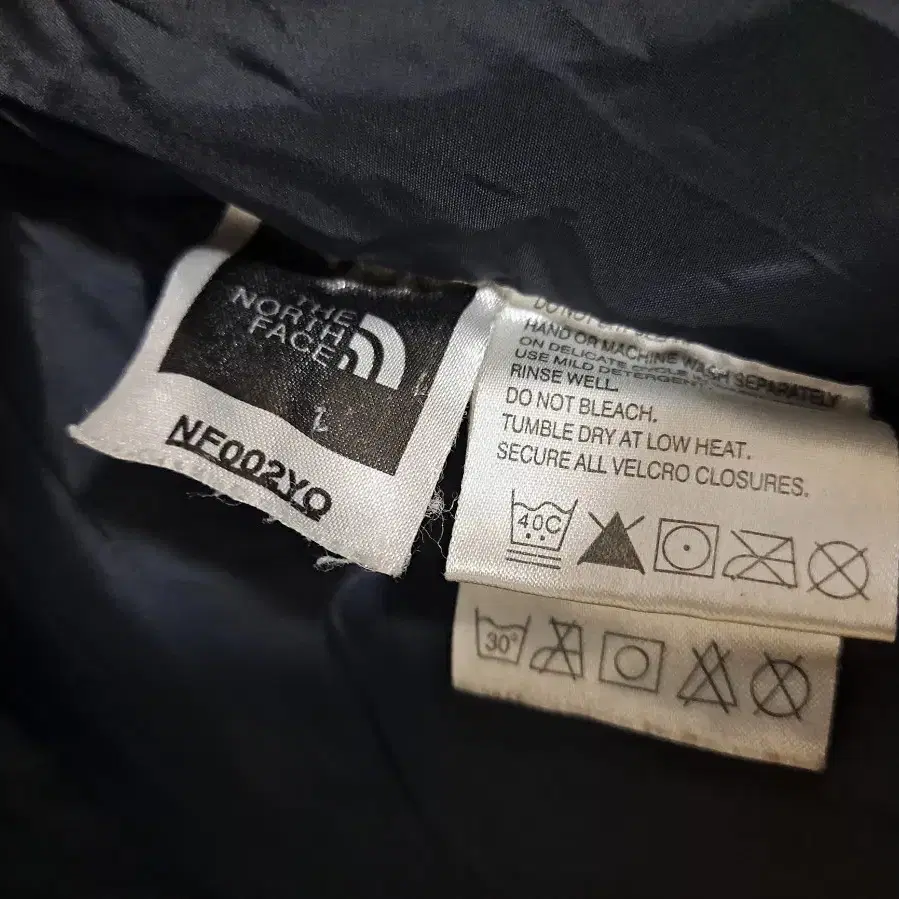 THE
NORTH
FACE
L
NF002YO
HAND OR MACHINE WASH SEPARATELY
ON DELICATE CYCLE
USE MILD DETERGENT
RINSE WELL.
DO NOT BLEACH.
TUMBLE DRY AT LOW HEAT.
SECURE ALL VELCRO CLOSURES.
40C
30°